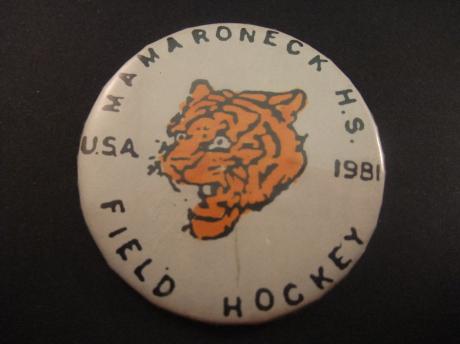 MAMARONECK H.S.
U.S.A
1981
FIELD HOCKEY